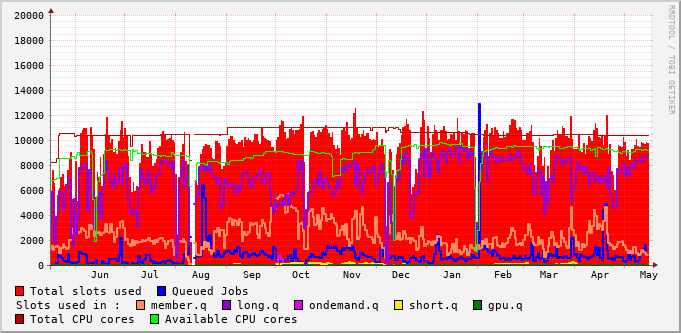 20000
18000
16000
14000
12000
10000
8000
6000
4000
2000
0
Jun Jul Aug Sep Oct Nov Dec Jan Feb Mar Apr May
Total slots used Queued Jobs
Slots used in : member.q long.q ondemand.q short.q gpu.q
Total CPU cores Available CPU cores
RRDTOOL / TOBI OETIKER